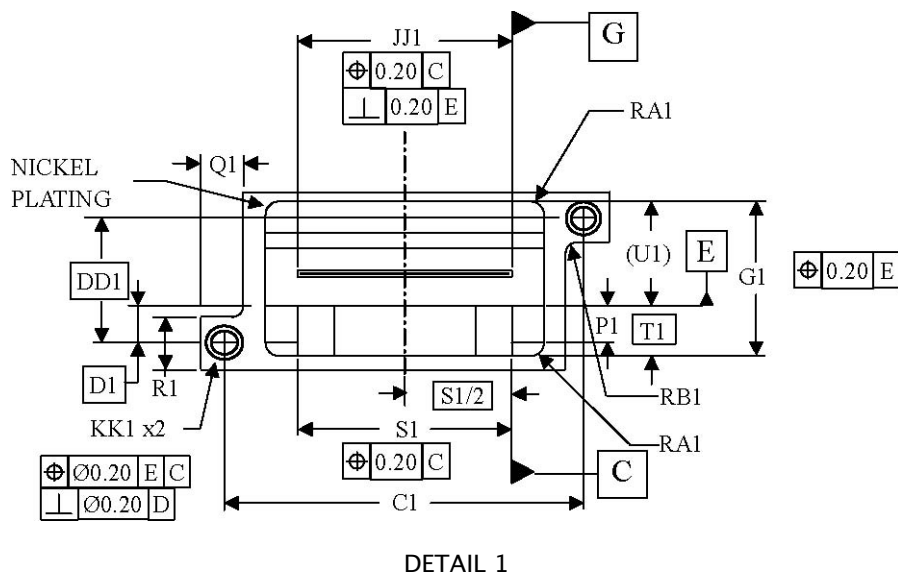 JJ1
G
⌖ 0.20 C
⊥ 0.20 E
RA1
Q1
NICKEL
PLATING
DD1
(U1)
E
G1
⌖ 0.20 E
P1
T1
D1
R1
S1/2
RB1
KK1 x2
S1
RA1
⌖ Ø0.20 E C
⊥ Ø0.20 D
⌖ 0.20 C
C
C1
DETAIL 1